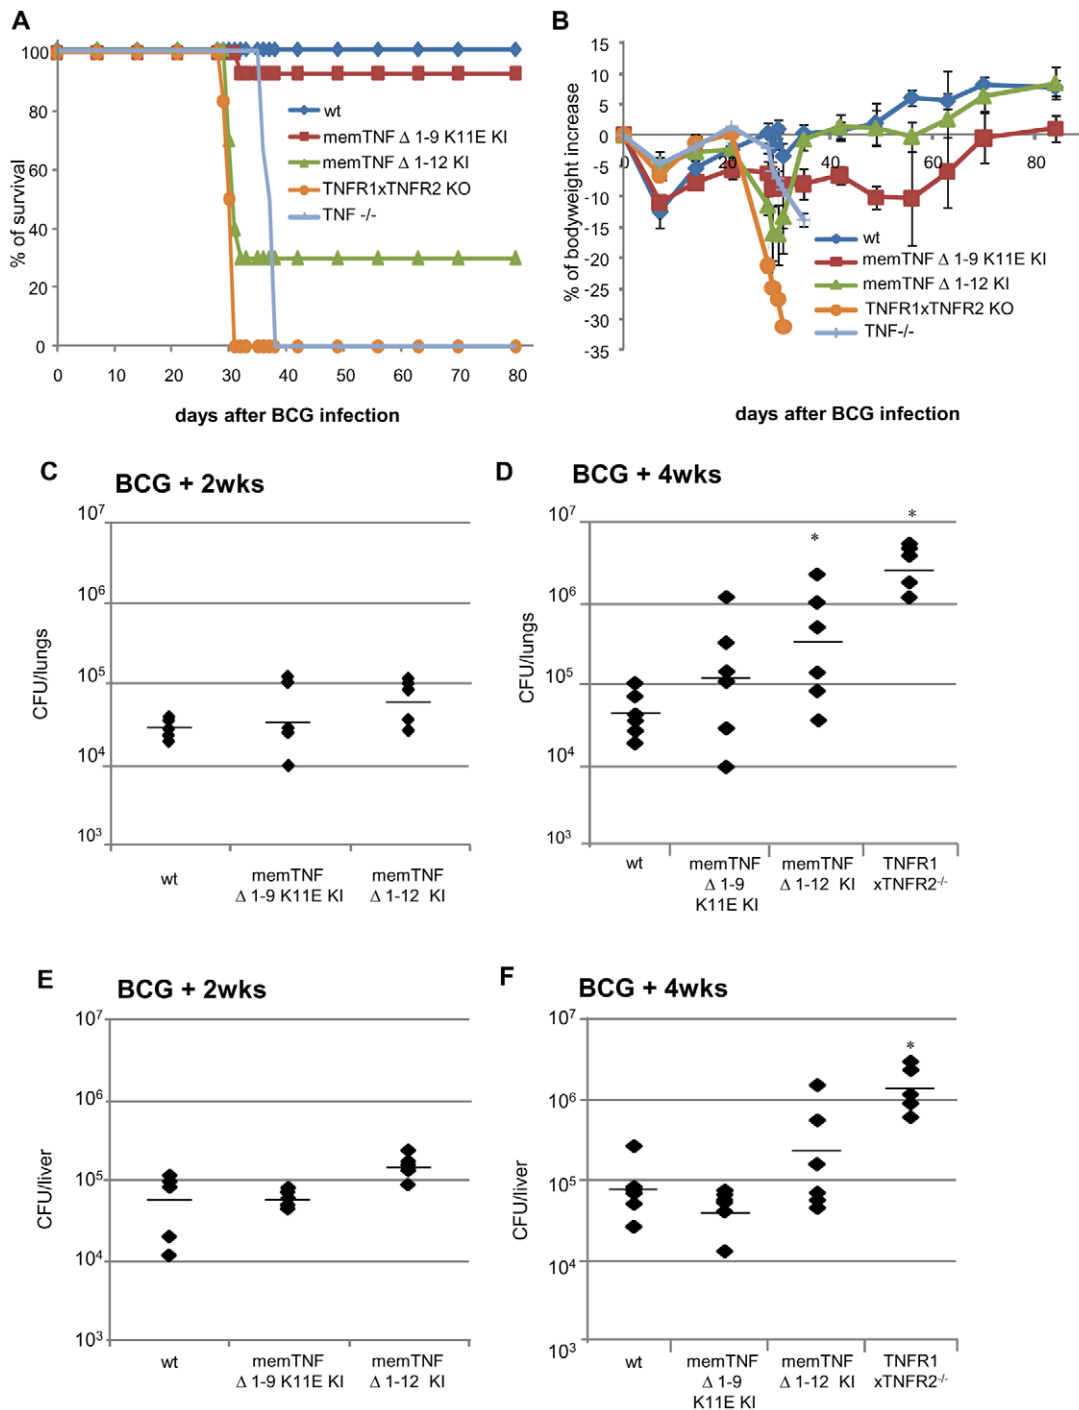 A
100
80
60
40
20
0
% of survival
0 10 20 30 40 50 60 70 80
days after BCG infection
wt
memTNF Δ 1-9 K11E KI
memTNF Δ 1-12 KI
TNFR1xTNFR2 KO
TNF -/-
B
15
10
5
0
-5
-10
-15
-20
-25
-30
-35
% of bodyweight increase
0 20 40 60 80
days after BCG infection
wt
memTNF Δ 1-9 K11E KI
memTNF Δ 1-12 KI
TNFR1xTNFR2 KO
TNF-/-
C
BCG + 2wks
10⁷
10⁶
10⁵
10⁴
10³
CFU/lungs
wt
memTNF
Δ 1-9 K11E KI
memTNF
Δ 1-12 KI
D
BCG + 4wks
10⁷
10⁶
10⁵
10⁴
10³
CFU/lungs
*
*
wt
memTNF
Δ 1-9
K11E KI
memTNF
Δ 1-12 KI
TNFR1
xTNFR2⁻/⁻
E
BCG + 2wks
10⁷
10⁶
10⁵
10⁴
10³
CFU/liver
wt
memTNF
Δ 1-9 K11E KI
memTNF
Δ 1-12 KI
F
BCG + 4wks
10⁷
10⁶
10⁵
10⁴
10³
CFU/liver
*
wt
memTNF
Δ 1-9
K11E KI
memTNF
Δ 1-12 KI
TNFR1
xTNFR2⁻/⁻